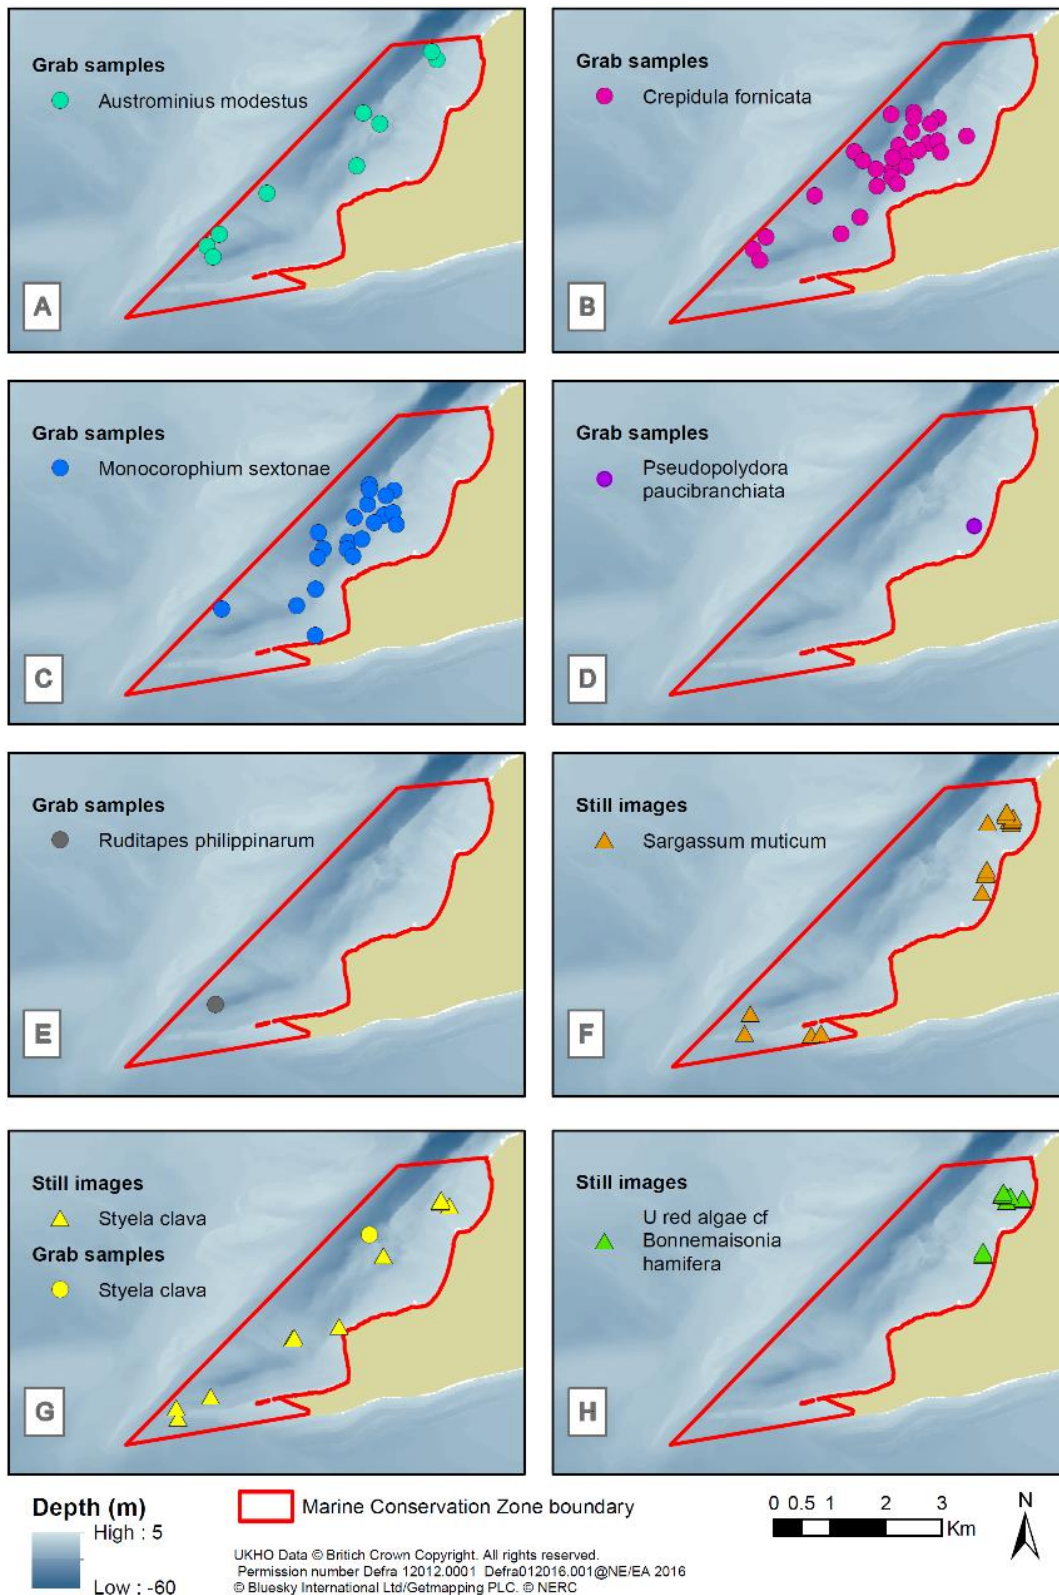 Grab samples
Austrominius modestus
A
Grab samples
Crepidula fornicata
B
Grab samples
Monocorophium sextonae
C
Grab samples
Pseudopolydora
paucibranchiata
D
Grab samples
Ruditapes philippinarum
E
Still images
Sargassum muticum
F
Still images
Styela clava
Grab samples
Styela clava
G
Still images
U red algae cf
Bonnemaisonia
hamifera
H
Depth (m)
High : 5
Low : -60
Marine Conservation Zone boundary
UKHO Data © Britich Crown Copyright. All rights reserved.
Permission number Defra 12012.0001 Defra012016.001@NE/EA 2016
© Bluesky International Ltd/Getmapping PLC. © NERC
0 0.5 1 2 3
Km
N